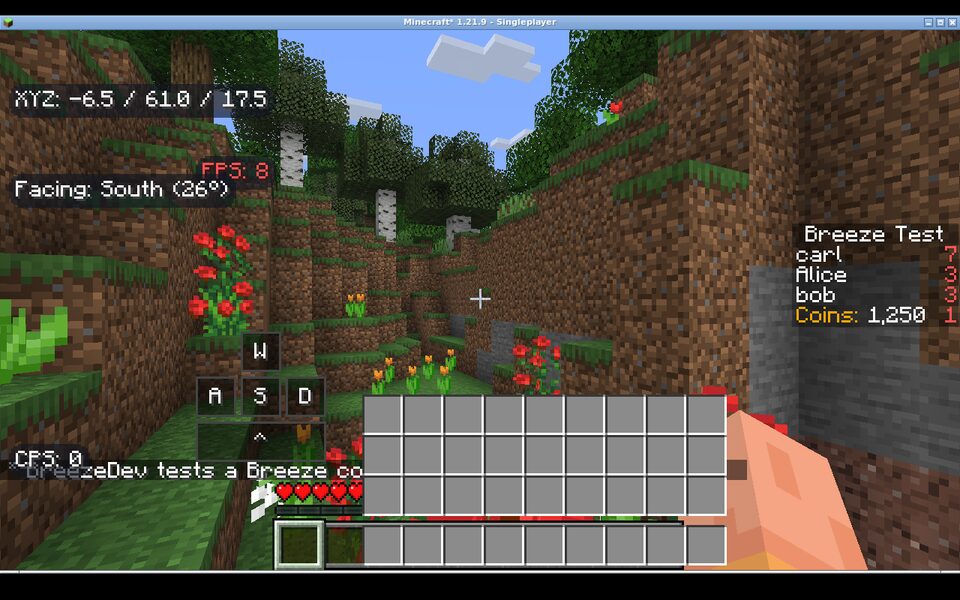 Minecraft* 1.21.9 - Singleplayer
XYZ: -6.5 / 61.0 / 17.5
FPS: 8
Facing: South (26°)
Breeze Test
carl 7
Alice 3
bob 3
Coins: 1,250 1
W
A S D
^
CPS: 0
* BreezeDev tests a Breeze co